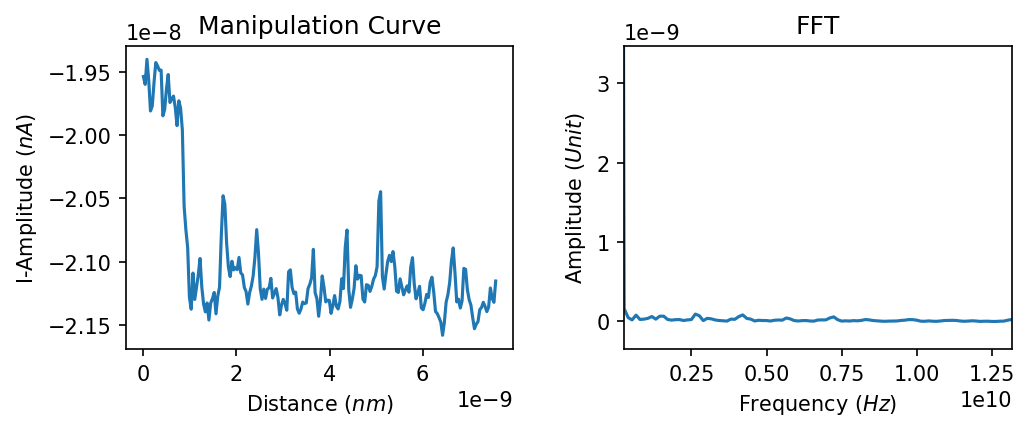 Manipulation Curve
1e−8
−1.95
−2.00
−2.05
−2.10
−2.15
I-Amplitude (nA)
0
2
4
6
1e−9
Distance (nm)
FFT
1e−9
3
2
1
0
Amplitude (Unit)
0.25
0.50
0.75
1.00
1.25
1e10
Frequency (Hz)